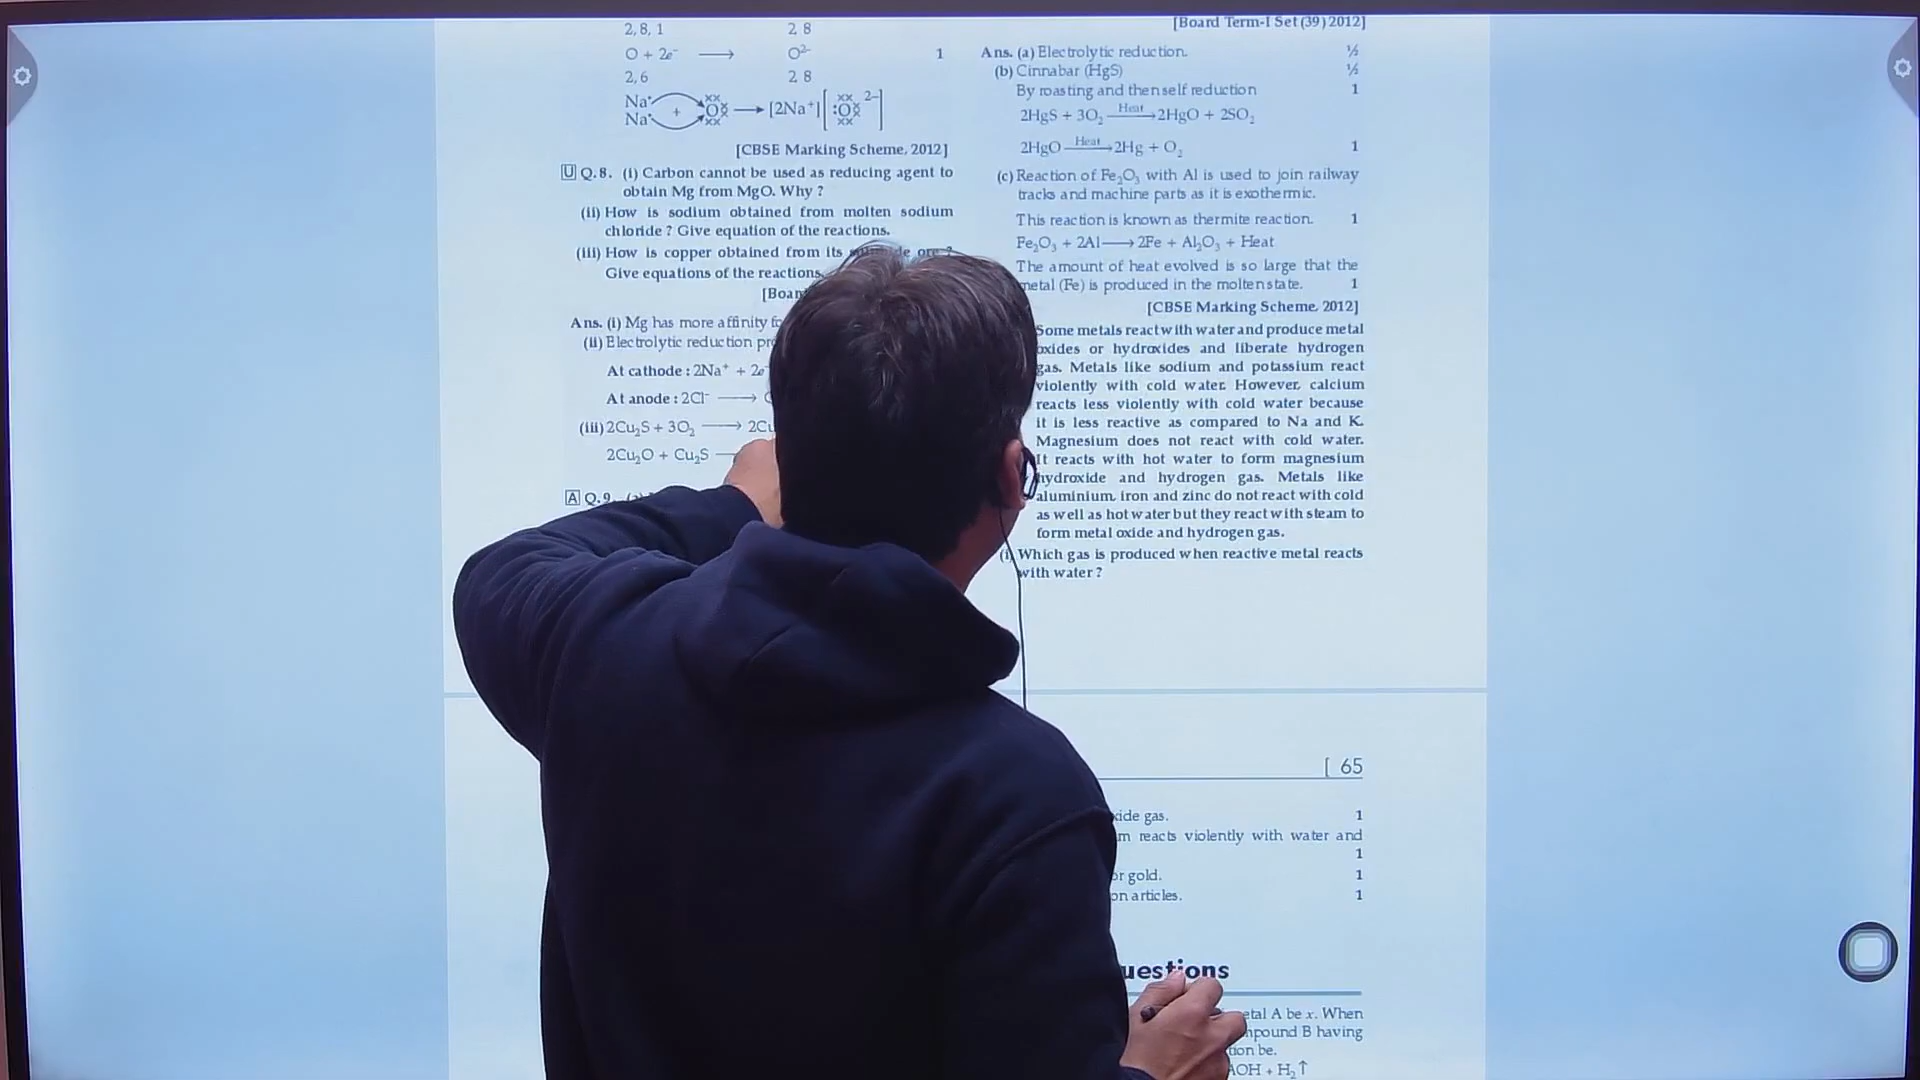 2, 8, 1 2, 8
O + 2e⁻ ⟶ O²⁻ 1
2, 6 2, 8
Na
Na + O ⟶ [2Na⁺] [:O]²⁻
[CBSE Marking Scheme, 2012]
U Q.8. (i) Carbon cannot be used as reducing agent to
obtain Mg from MgO. Why ?
(ii) How is sodium obtained from molten sodium
chloride ? Give equation of the reactions.
(iii) How is copper obtained from its
Give equations of the reactions.
Ans. (i) Mg has more affinity
(ii) Electrolytic reduction
At cathode : 2Na⁺ +
At anode : 2Cl⁻ ⟶
(iii) 2Cu₂S + 3O₂ ⟶
2Cu₂O + Cu₂S
A Q.9.
[Board Term-I Set (39) 2012]
Ans. (a) Electrolytic reduction. ½
(b) Cinnabar (HgS) ½
By roasting and then self reduction 1
2HgS + 3O₂ —Heat→ 2HgO + 2SO₂
2HgO —Heat→ 2Hg + O₂ 1
(c) Reaction of Fe₂O₃ with Al is used to join railway
tracks and machine parts as it is exothermic.
This reaction is known as thermite reaction. 1
Fe₂O₃ + 2Al ⟶ 2Fe + Al₂O₃ + Heat
The amount of heat evolved is so large that the
metal (Fe) is produced in the molten state. 1
[CBSE Marking Scheme, 2012]
Some metals react with water and produce metal
oxides or hydroxides and liberate hydrogen
gas. Metals like sodium and potassium react
violently with cold water. However, calcium
reacts less violently with cold water because
it is less reactive as compared to Na and K.
Magnesium does not react with cold water.
It reacts with hot water to form magnesium
hydroxide and hydrogen gas. Metals like
aluminium, iron and zinc do not react with cold
as well as hot water but they react with steam to
form metal oxide and hydrogen gas.
(i) Which gas is produced when reactive metal reacts
with water ?
[ 65
gas. 1
reacts violently with water and
1
gold. 1
articles. 1
A be x. When
B having
be.
+ H₂↑